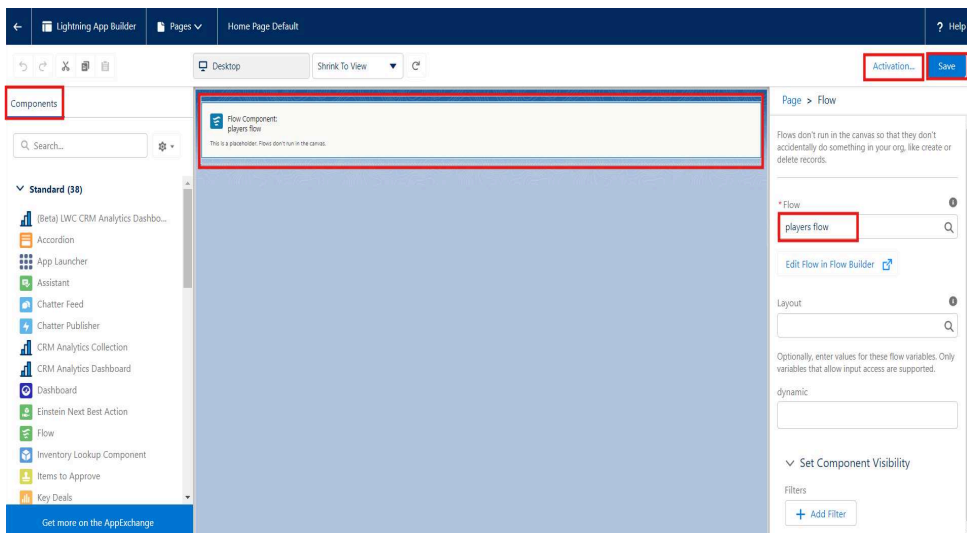 Lightning App Builder
Pages
Home Page Default
? Help
Desktop
Shrink To View
Activation...
Save
Components
Search...
Standard (38)
(Beta) LWC CRM Analytics Dashbo...
Accordion
App Launcher
Assistant
Chatter Feed
Chatter Publisher
CRM Analytics Collection
CRM Analytics Dashboard
Dashboard
Einstein Next Best Action
Flow
Inventory Lookup Component
Items to Approve
Key Deals
Get more on the AppExchange
Flow Component:
players flow
This is a placeholder. Flows don't run in the canvas.
Page > Flow
Flows don't run in the canvas so that they don't
accidentally do something in your org, like create or
delete records.
*Flow
players flow
Edit Flow in Flow Builder
Layout
Optionally, enter values for these flow variables. Only
variables that allow input access are supported.
dynamic
Set Component Visibility
Filters
+ Add Filter